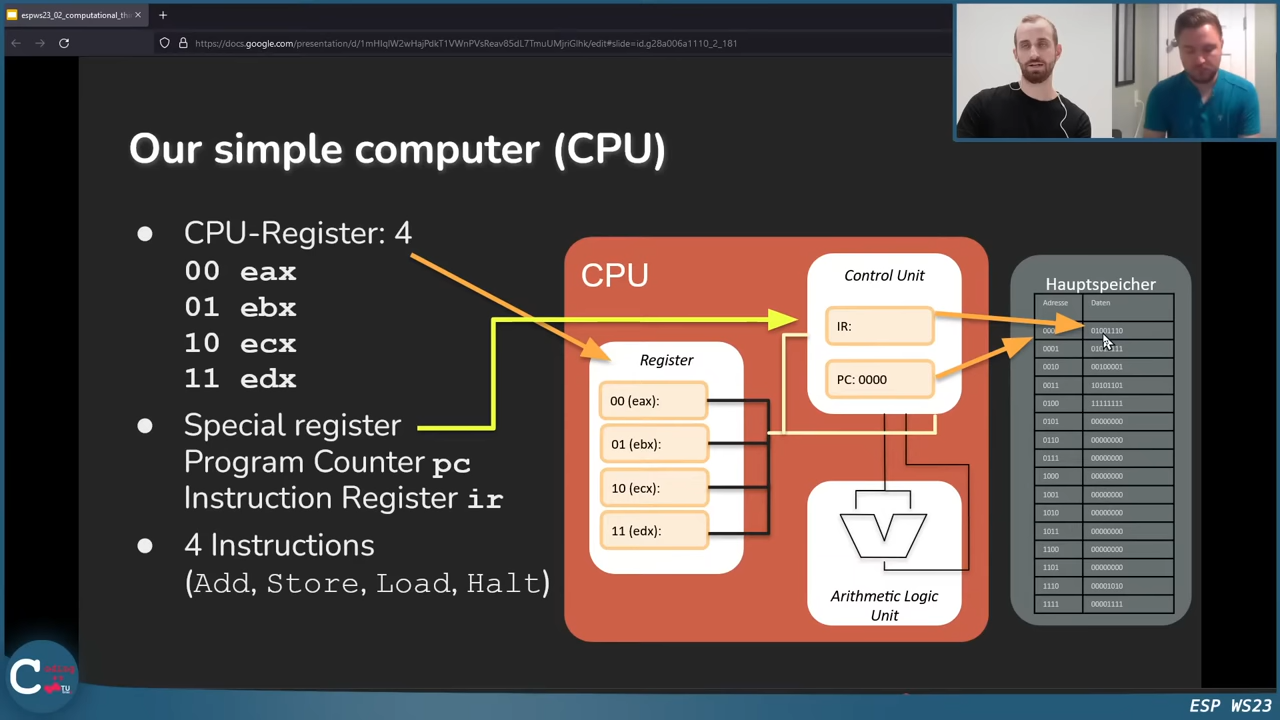 espws23_02_computational_th
https://docs.google.com/presentation/d/1mHIqlW2wHajPdkT1VWnPVsReav8SdL7TmuUMjriGlhk/edit#slide=id.g28a006a1110_2_181
Our simple computer (CPU)
CPU-Register: 4
00 eax
01 ebx
10 ecx
11 edx
Special register
Program Counter pc
Instruction Register ir
4 Instructions
(Add, Store, Load, Halt)
CPU
Register
00 (eax):
01 (ebx):
10 (ecx):
11 (edx):
Control Unit
IR:
PC: 0000
Arithmetic Logic
Unit
Hauptspeicher
Adresse Daten
01001110
0001
0010 00100001
0011 10101101
0100 11111111
0101 00000000
0110 00000000
0111 00000000
1000 00000000
1001 00000000
1010 00000000
1011 00000000
1100 00000000
1101 00000000
1110 00001010
1111 00001111
C
TU
ESP WS23